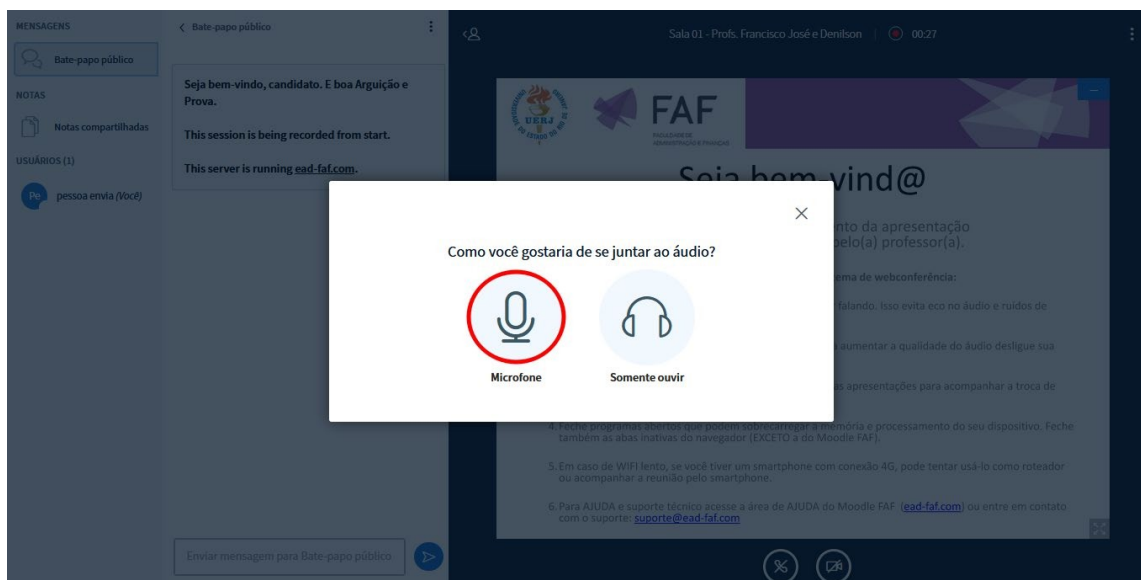 MENSAGENS
Bate-papo público
NOTAS
Notas compartilhadas
USUÁRIOS (1)
Pe pessoa envia (Você)
Bate-papo público
Seja bem-vindo, candidato. E boa Arguição e
Prova.
This session is being recorded from start.
This server is running ead-faf.com.
Enviar mensagem para Bate-papo público
Sala 01 - Profs. Francisco José e Denilson | 00:27
UERJ
FAF
FACULDADE DE
ADMINISTRAÇÃO E FINANÇAS
Seja bem-vind@
nto da apresentação
pelo(a) professor(a).
ema de webconferência:
falando. Isso evita eco no áudio e ruídos de
aumentar a qualidade do áudio desligue sua
as apresentações para acompanhar a troca de
4. Feche programas abertos que podem sobrecarregar a memória e processamento do seu dispositivo. Feche
também as abas inativas do navegador (EXCETO a do Moodle FAF).
5. Em caso de WIFI lento, se você tiver um smartphone com conexão 4G, pode tentar usá-lo como roteador
ou acompanhar a reunião pelo smartphone.
6. Para AJUDA e suporte técnico acesse a área de AJUDA do Moodle FAF (ead-faf.com) ou entre em contato
com o suporte: suporte@ead-faf.com
Como você gostaria de se juntar ao áudio?
Microfone
Somente ouvir